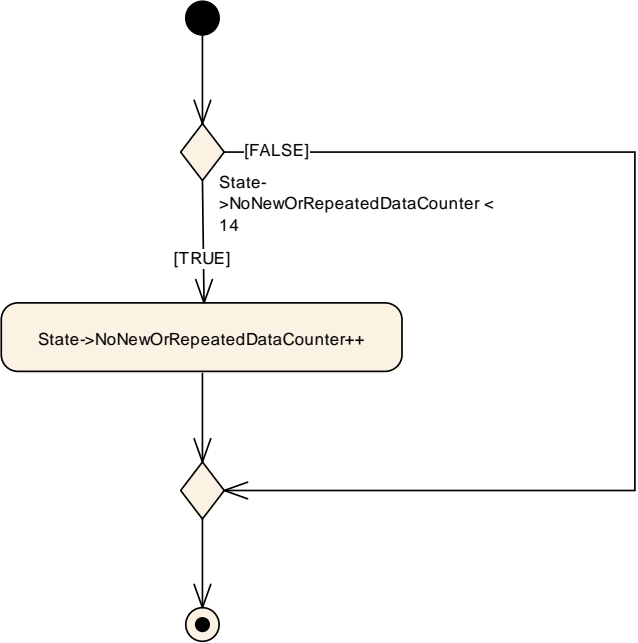 [FALSE]
State-
>NoNewOrRepeatedDataCounter <
14
[TRUE]
State->NoNewOrRepeatedDataCounter++